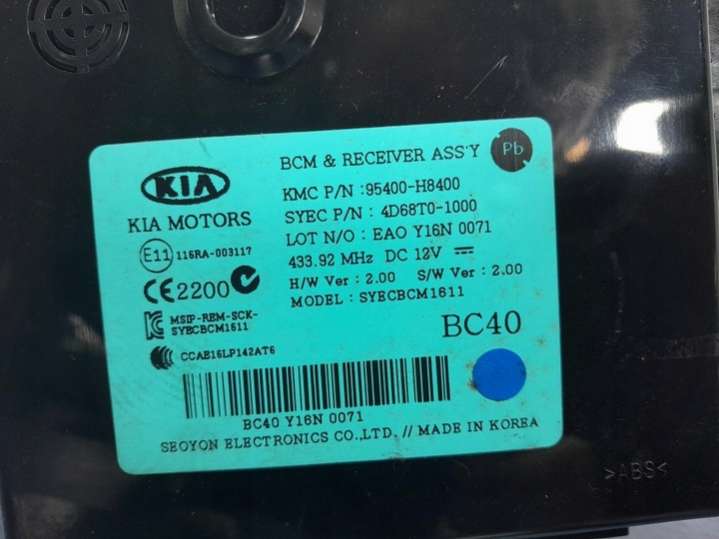 BCM & RECEIVER ASS'Y
Pb
KIA
KIA MOTORS
KMC P/N :95400-H8400
SYEC P/N : 4D68T0-1000
LOT N/O : EAO Y16N 0071
E11 116RA-003117
433.92 MHz DC 12V
H/W Ver : 2.00 S/W Ver : 2.00
CE2200
MODEL : SYECBCM1611
MSIP-REM-SCK-
SYECBCM1611
BC40
CCAB16LP142AT6
BC40 Y16N 0071
SEOYON ELECTRONICS CO.,LTD. // MADE IN KOREA
>ABS<